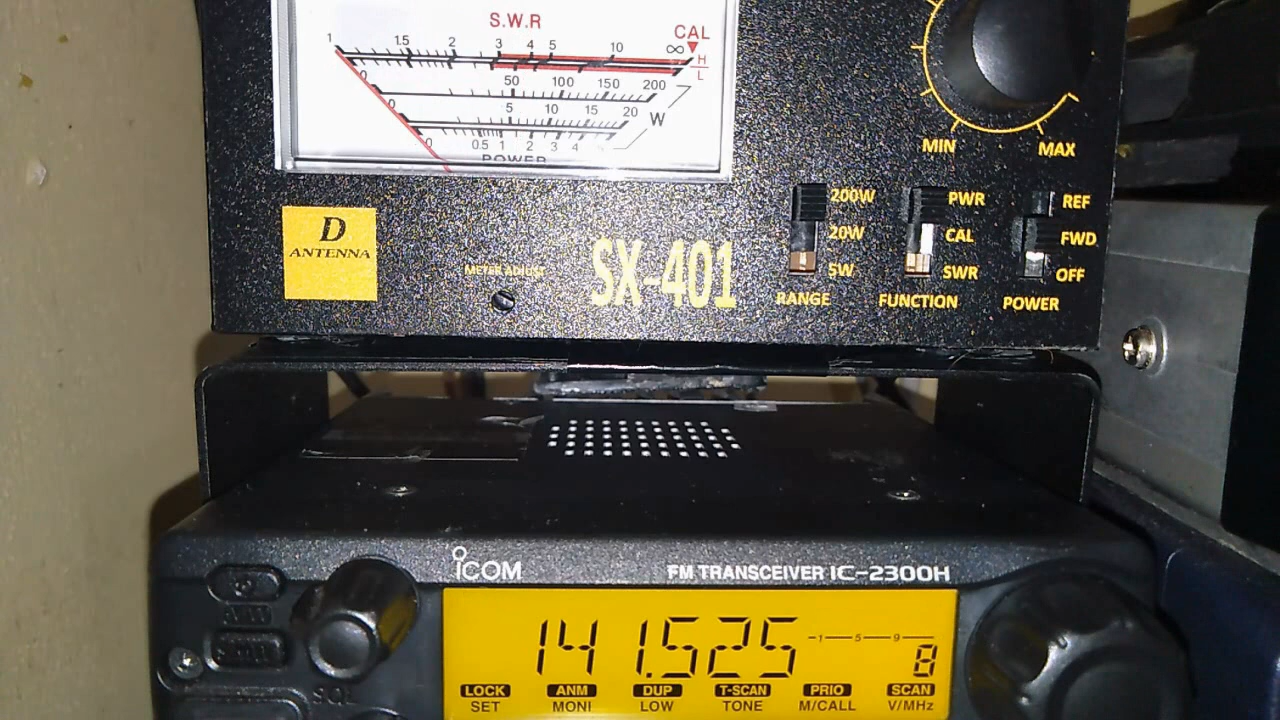 S.W.R
CAL
1 1.5 2 3 4 5 10 ∞ H
L
0 50 100 150 200
0 5 10 15 20 W
0 0.5 1 2 3 4
POWER
MIN MAX
200W PWR REF
20W CAL FWD
5W SWR OFF
RANGE FUNCTION POWER
D
ANTENNA
METER ADJUST
SX-401
ICOM
FM TRANSCEIVER IC-2300H
141.525
1 5 9
8
SQL
LOCK ANM DUP T-SCAN PRIO SCAN
SET MONI LOW TONE M/CALL V/MHz